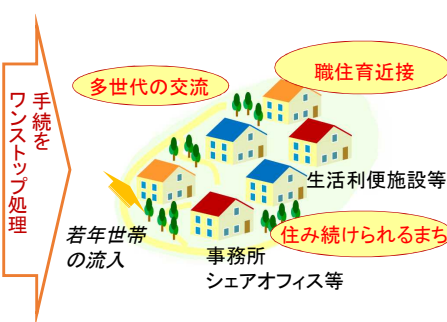 手続を
ワンストップ処理
多世代の交流
職住育近接
生活利便施設等
住み続けられるまち
若年世帯
の流入
事務所
シェアオフィス等